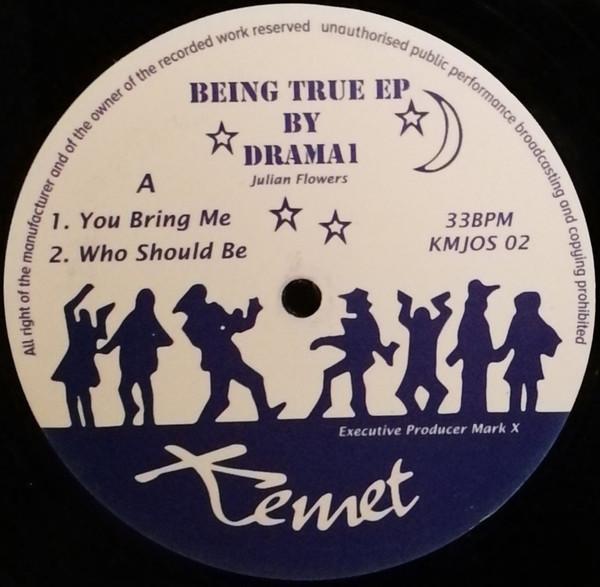 All right of the manufacturer and of the owner of the recorded work reserved unauthorised public performance broadcasting and copying prohibited
BEING TRUE EP
BY
DRAMA1
Julian Flowers
A
1. You Bring Me
2. Who Should Be
33BPM
KMJOS 02
Executive Producer Mark X
Temet